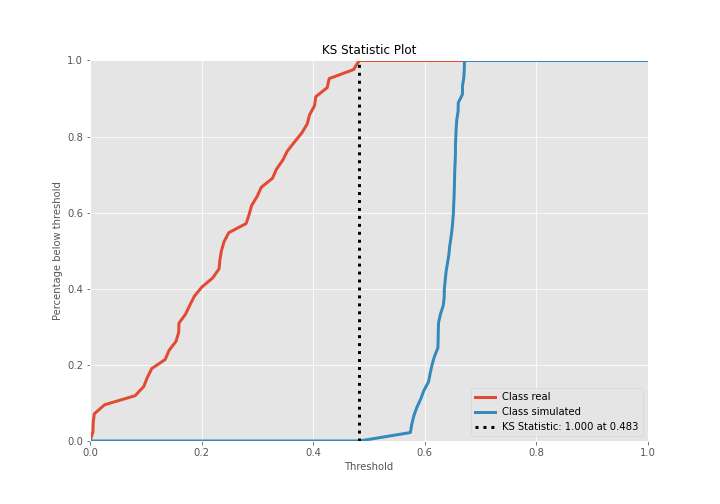 KS Statistic Plot
1.0
0.8
0.6
0.4
0.2
0.0
Percentage below threshold
0.0 0.2 0.4 0.6 0.8 1.0
Threshold
Class real
Class simulated
KS Statistic: 1.000 at 0.483